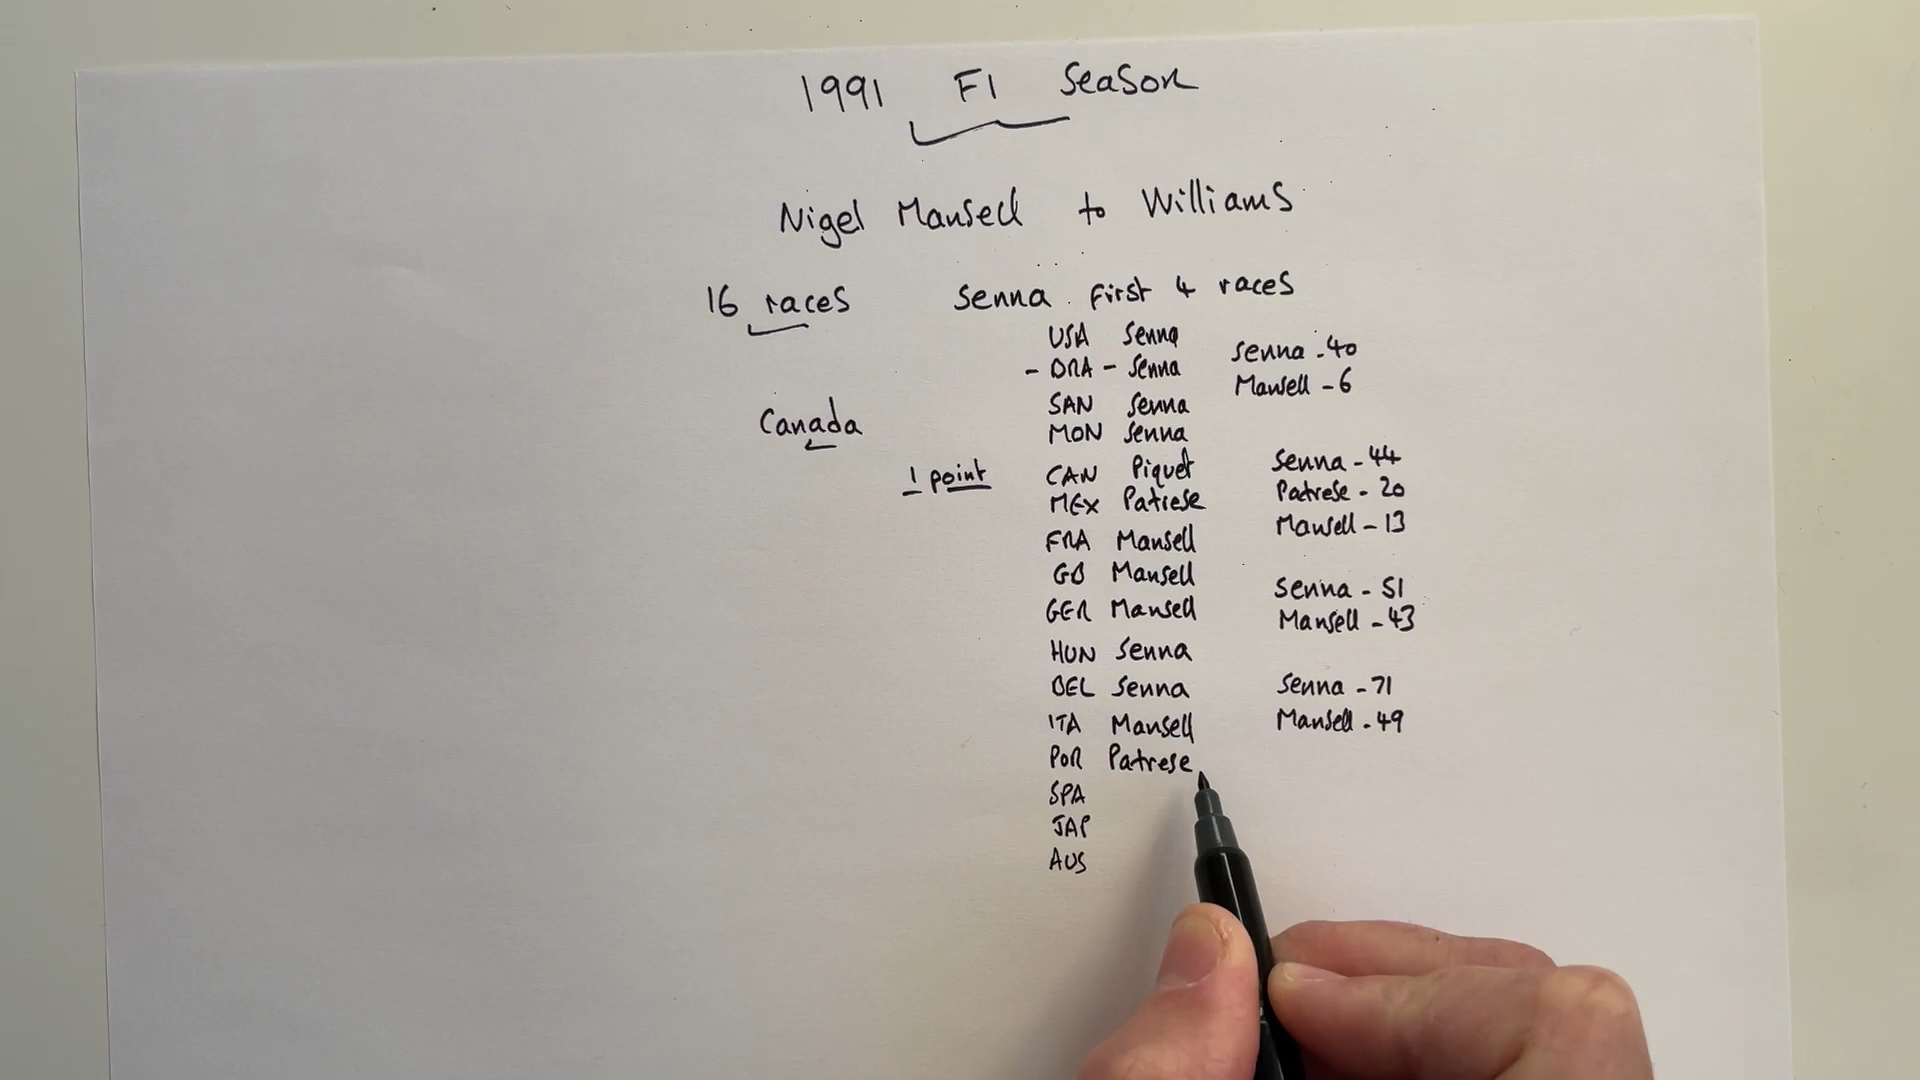 1991 F1 Season
Nigel Mansell to Williams
16 races
Senna first 4 races
USA Senna
- BRA - Senna
Senna - 40
Mansell - 6
SAN Senna
Canada
MON Senna
1 point
CAN Piquet
Senna - 44
MEX Patrese
Patrese - 20
Mansell - 13
FRA Mansell
GB Mansell
Senna - 51
GER Mansell
Mansell - 43
HUN Senna
BEL Senna
Senna - 71
ITA Mansell
Mansell - 49
POR Patrese
SPA
JAP
AUS